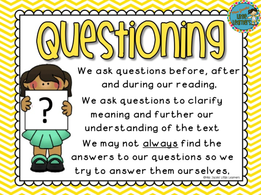 Questioning
We ask questions before, after
and during our reading.
?
We ask questions to clarify
meaning and further our
understanding of the text
We may not always find the
answers to our questions so we
try to answer them ourselves.